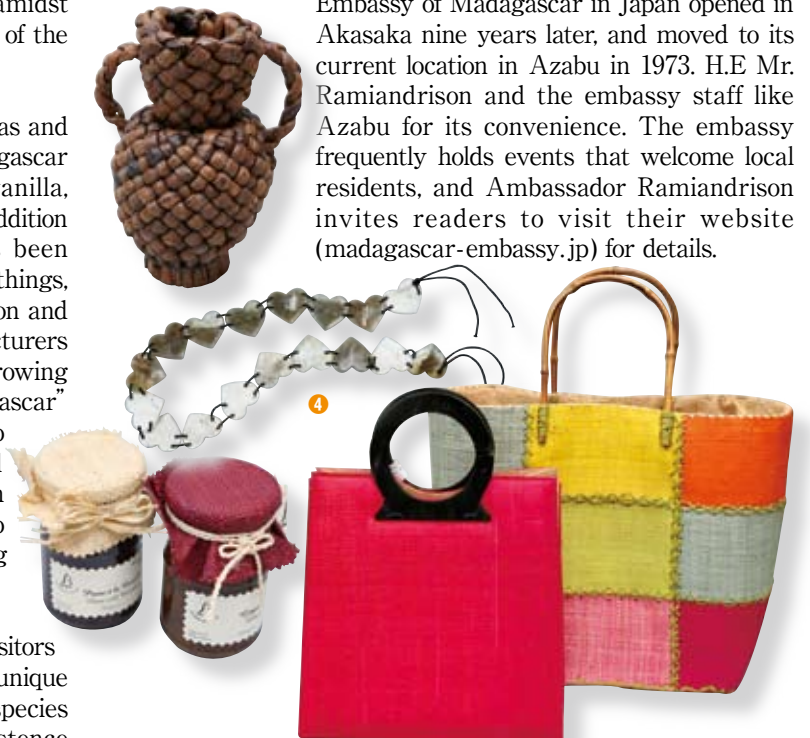 amidst
of the
as and
gascar
anilla,
ddition
been
things,
on and
cturers
rowing
ascar”
o
n
o
g
sitors
unique
species
stence
Embassy of Madagascar in Japan opened in
Akasaka nine years later, and moved to its
current location in Azabu in 1973. H.E Mr.
Ramiandrison and the embassy staff like
Azabu for its convenience. The embassy
frequently holds events that welcome local
residents, and Ambassador Ramiandrison
invites readers to visit their website
(madagascar-embassy.jp) for details.
4